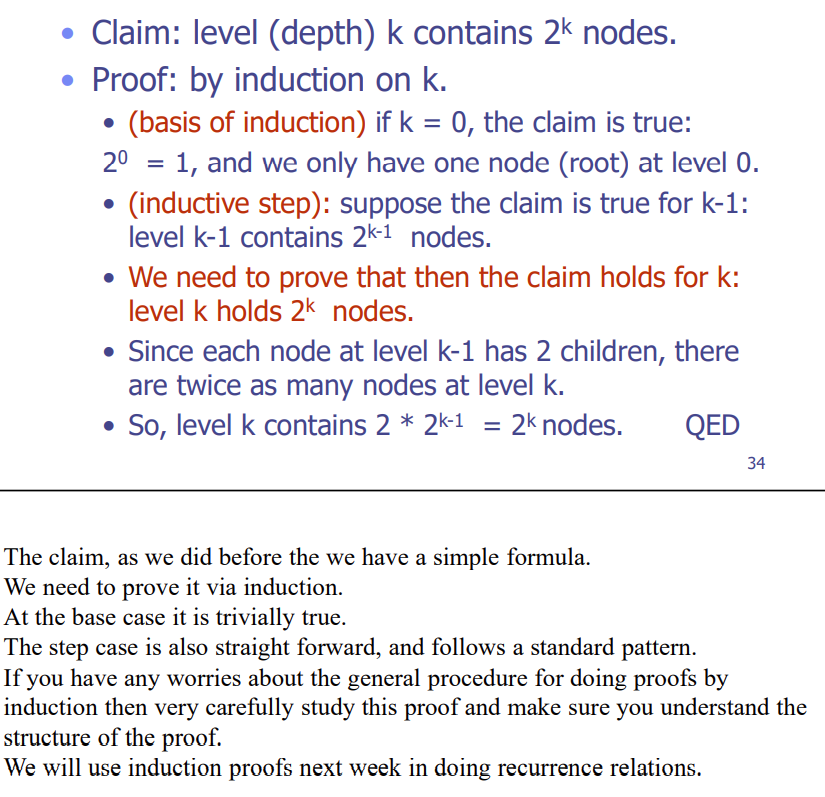 • Claim: level (depth) k contains 2ᵏ nodes.
• Proof: by induction on k.
• (basis of induction) if k = 0, the claim is true:
2⁰ = 1, and we only have one node (root) at level 0.
• (inductive step): suppose the claim is true for k-1:
level k-1 contains 2ᵏ⁻¹ nodes.
• We need to prove that then the claim holds for k:
level k holds 2ᵏ nodes.
• Since each node at level k-1 has 2 children, there
are twice as many nodes at level k.
• So, level k contains 2 * 2ᵏ⁻¹ = 2ᵏ nodes. QED
34
The claim, as we did before the we have a simple formula.
We need to prove it via induction.
At the base case it is trivially true.
The step case is also straight forward, and follows a standard pattern.
If you have any worries about the general procedure for doing proofs by
induction then very carefully study this proof and make sure you understand the
structure of the proof.
We will use induction proofs next week in doing recurrence relations.